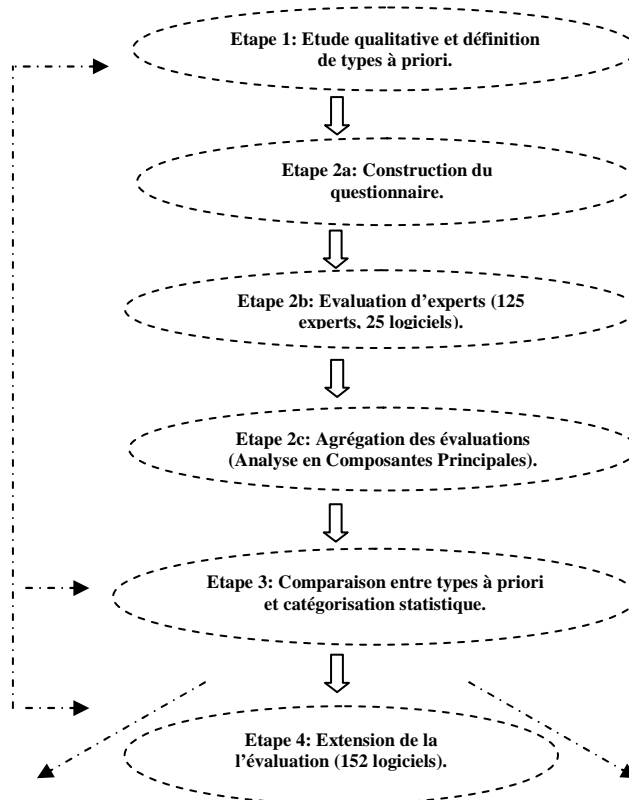 Etape 1: Etude qualitative et définition
de types à priori.
Etape 2a: Construction du
questionnaire.
Etape 2b: Evaluation d'experts (125
experts, 25 logiciels).
Etape 2c: Agrégation des évaluations
(Analyse en Composantes Principales).
Etape 3: Comparaison entre types à priori
et catégorisation statistique.
Etape 4: Extension de la
l'évaluation (152 logiciels).